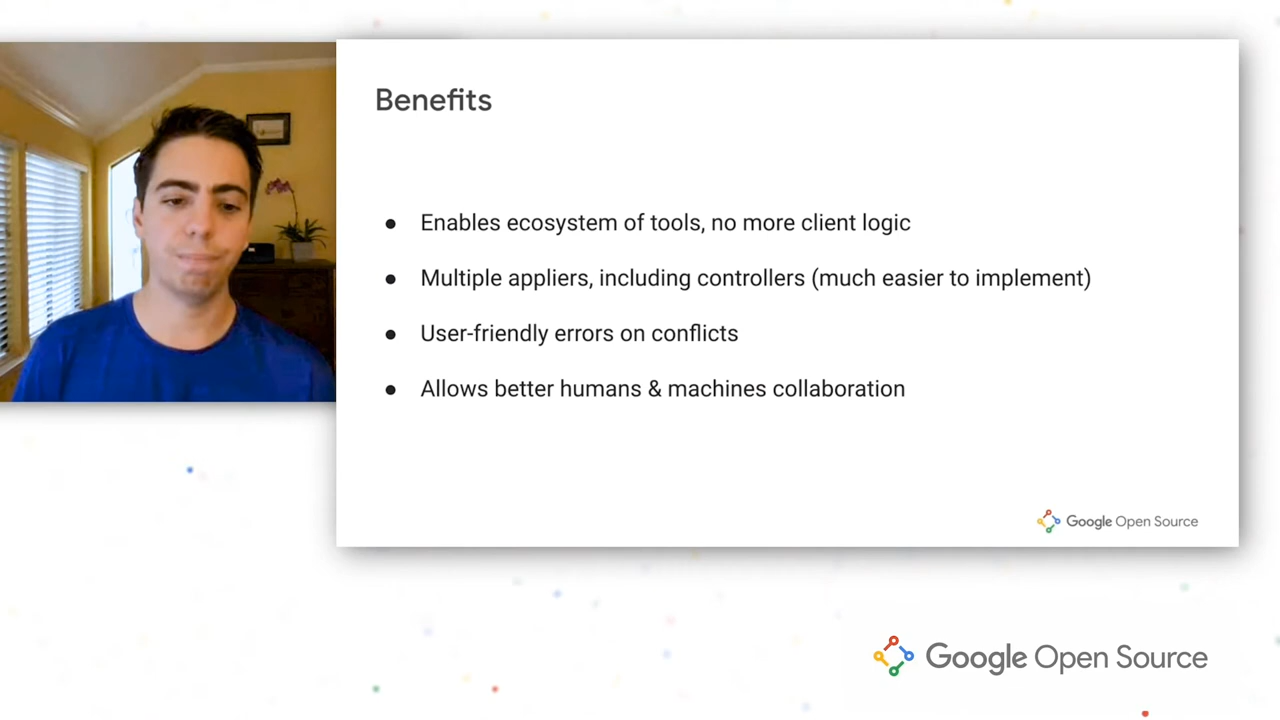 Benefits
● Enables ecosystem of tools, no more client logic
● Multiple appliers, including controllers (much easier to implement)
● User-friendly errors on conflicts
● Allows better humans & machines collaboration
Google Open Source
Google Open Source